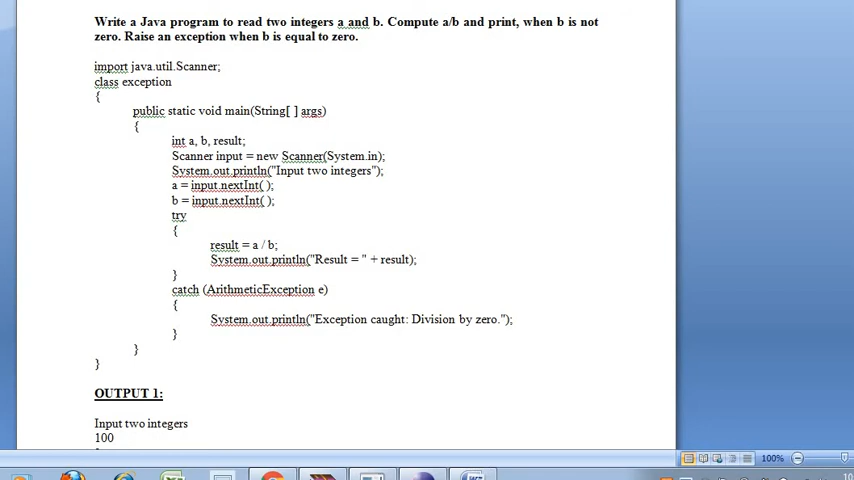 Write a Java program to read two integers a and b. Compute a/b and print, when b is not
zero. Raise an exception when b is equal to zero.
import java.util.Scanner;
class exception
{
public static void main(String[ ] args)
{
int a, b, result;
Scanner input = new Scanner(System.in);
System.out.println("Input two integers");
a = input.nextInt( );
b = input.nextInt( );
try
{
result = a / b;
System.out.println("Result = " + result);
}
catch (ArithmeticException e)
{
System.out.println("Exception caught: Division by zero.");
}
}
}
OUTPUT 1:
Input two integers
100
100%